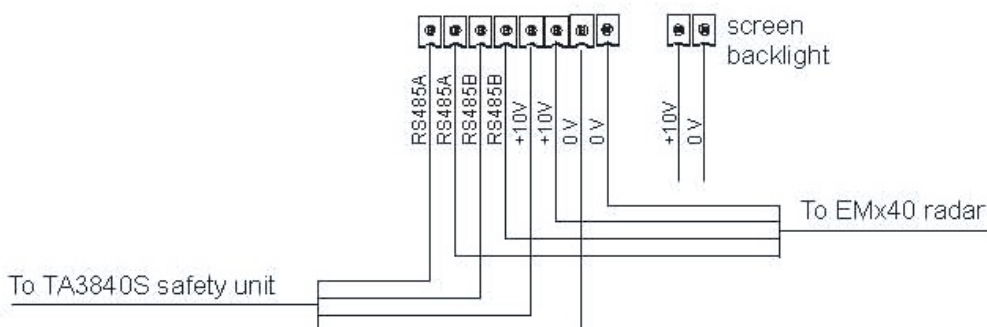 screen
backlight
RS485A
RS485A
RS485B
RS485B
+10V
+10V
0 V
0 V
+10V
0 V
To EMx40 radar
To TA3840S safety unit